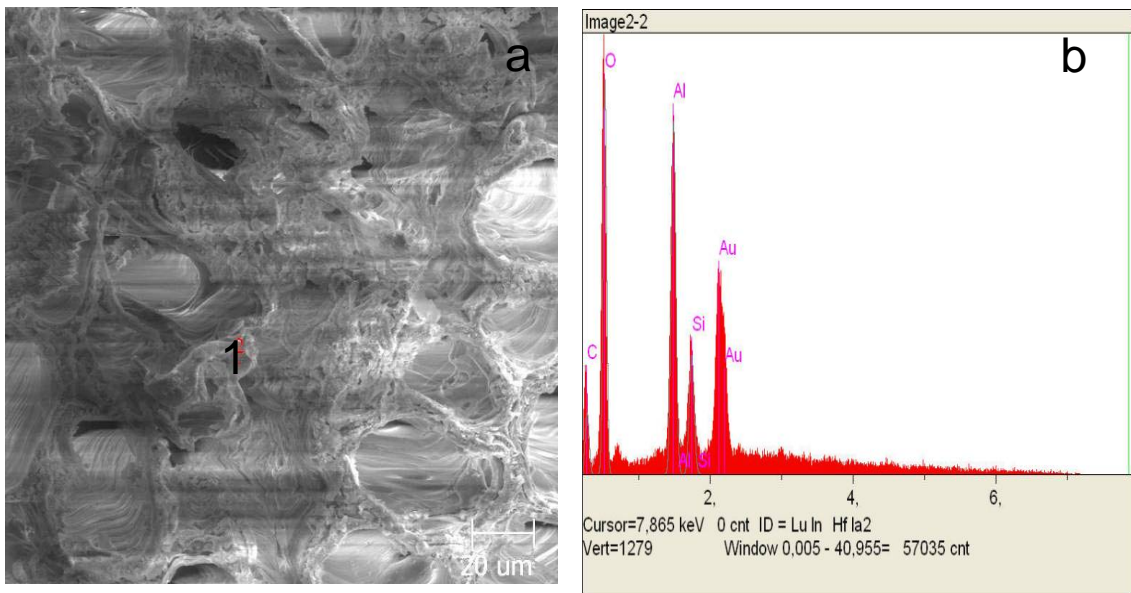 a
1
20 um
Image2-2
b
O
Al
Au
Si
Au
C
Al
Si
2,
4,
6,
Cursor=7,865 keV 0 cnt ID = Lu ln Hf la2
Vert=1279 Window 0,005 - 40,955= 57035 cnt